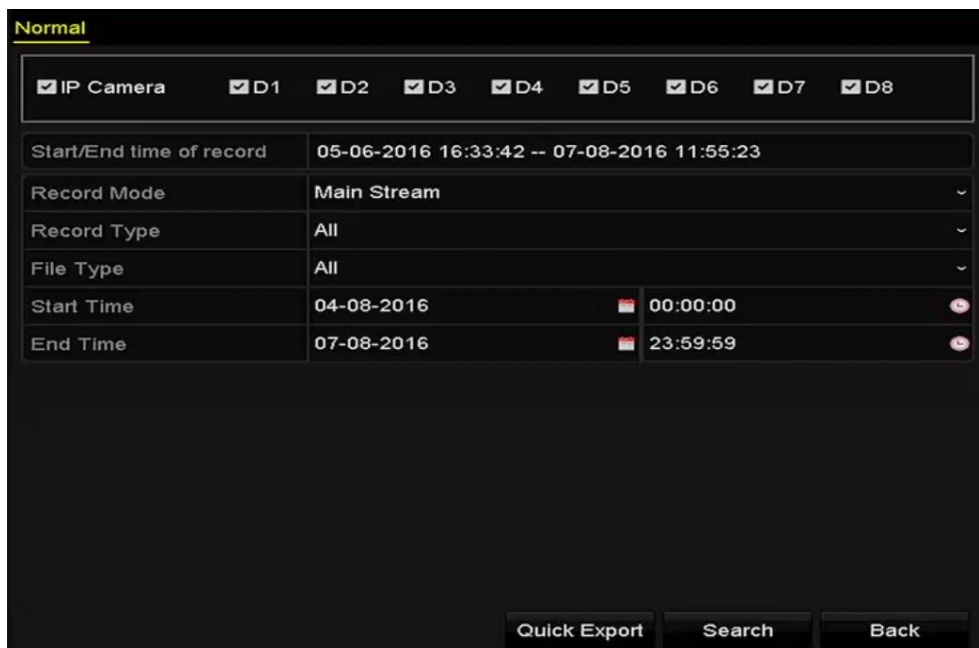 Normal
IP Camera D1 D2 D3 D4 D5 D6 D7 D8
Start/End time of record 05-06-2016 16:33:42 -- 07-08-2016 11:55:23
Record Mode Main Stream
Record Type All
File Type All
Start Time 04-08-2016 00:00:00
End Time 07-08-2016 23:59:59
Quick Export Search Back